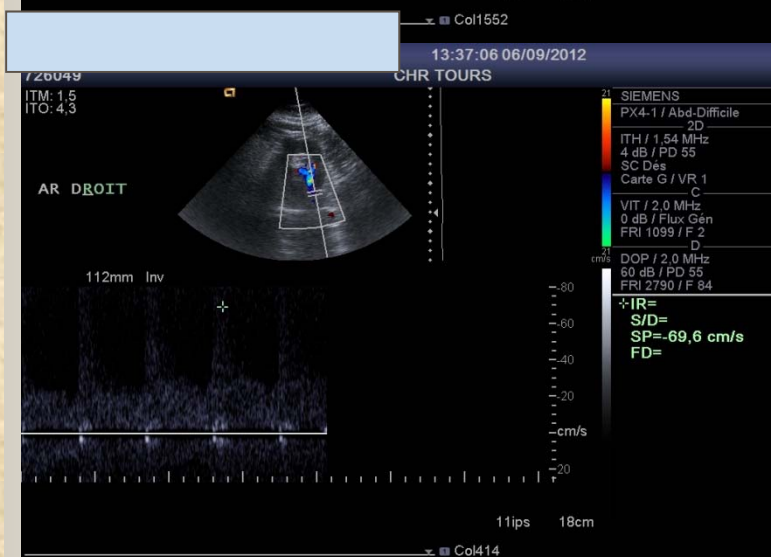 1 Col1552
13:37:06 06/09/2012
726049 CHR TOURS
ITM: 1,5
ITO: 4,3
AR DROIT
21
21
cm/s
SIEMENS
PX4-1 / Abd-Difficile
2D
ITH / 1,54 MHz
4 dB / PD 55
SC Dés
Carte G / VR 1
C
VIT / 2,0 MHz
0 dB / Flux Gén
FRI 1099 / F 2
D
DOP / 2,0 MHz
60 dB / PD 55
FRI 2790 / F 84
IR=
S/D=
SP=-69,6 cm/s
FD=
112mm Inv
-80
-60
-40
-20
cm/s
20
11ips 18cm
1 Col414